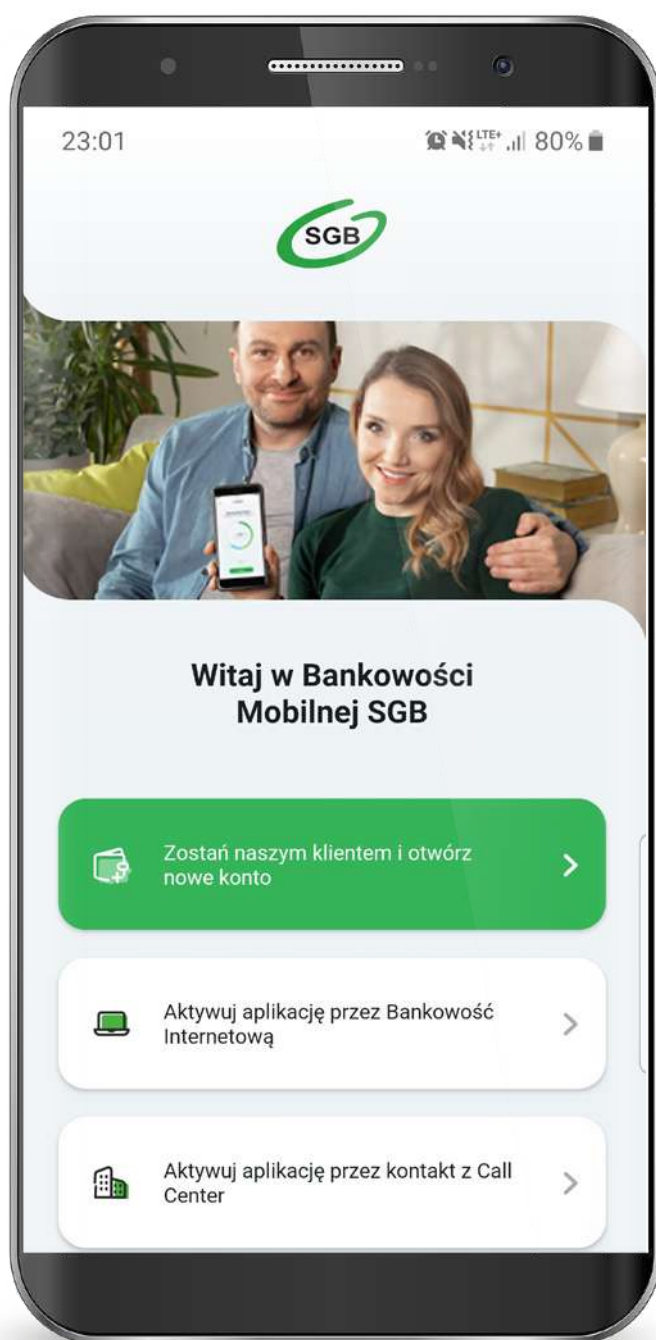 23:01
LTE+
80%
SGB
Witaj w Bankowości
Mobilnej SGB
Zostań naszym klientem i otwórz
nowe konto
Aktywuj aplikację przez Bankowość
Internetową
Aktywuj aplikację przez kontakt z Call
Center